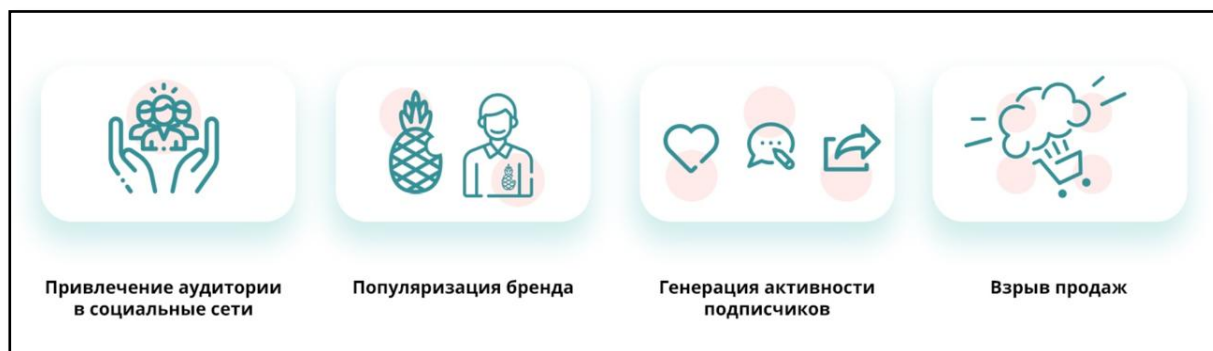 Привлечение аудитории
в социальные сети
Популяризация бренда
Генерация активности
подписчиков
Взрыв продаж